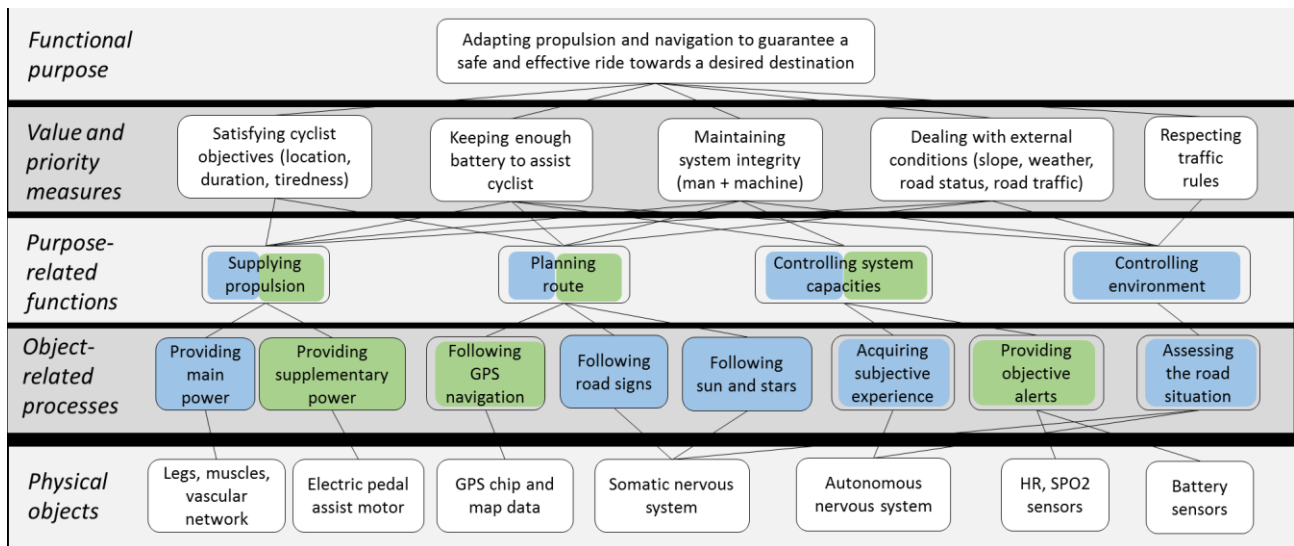 Functional
purpose
Adapting propulsion and navigation to guarantee a
safe and effective ride towards a desired destination
Value and
priority
measures
Satisfying cyclist
objectives (location,
duration, tiredness)
Keeping enough
battery to assist
cyclist
Maintaining
system integrity
(man + machine)
Dealing with external
conditions (slope, weather,
road status, road traffic)
Respecting
traffic
rules
Purpose-
related
functions
Supplying
propulsion
Planning
route
Controlling system
capacities
Controlling
environment
Object-
related
processes
Providing
main
power
Providing
supplementary
power
Following
GPS
navigation
Following
road signs
Following
sun and stars
Acquiring
subjective
experience
Providing
objective
alerts
Assessing
the road
situation
Physical
objects
Legs, muscles,
vascular
network
Electric pedal
assist motor
GPS chip and
map data
Somatic nervous
system
Autonomous
nervous system
HR, SPO2
sensors
Battery
sensors